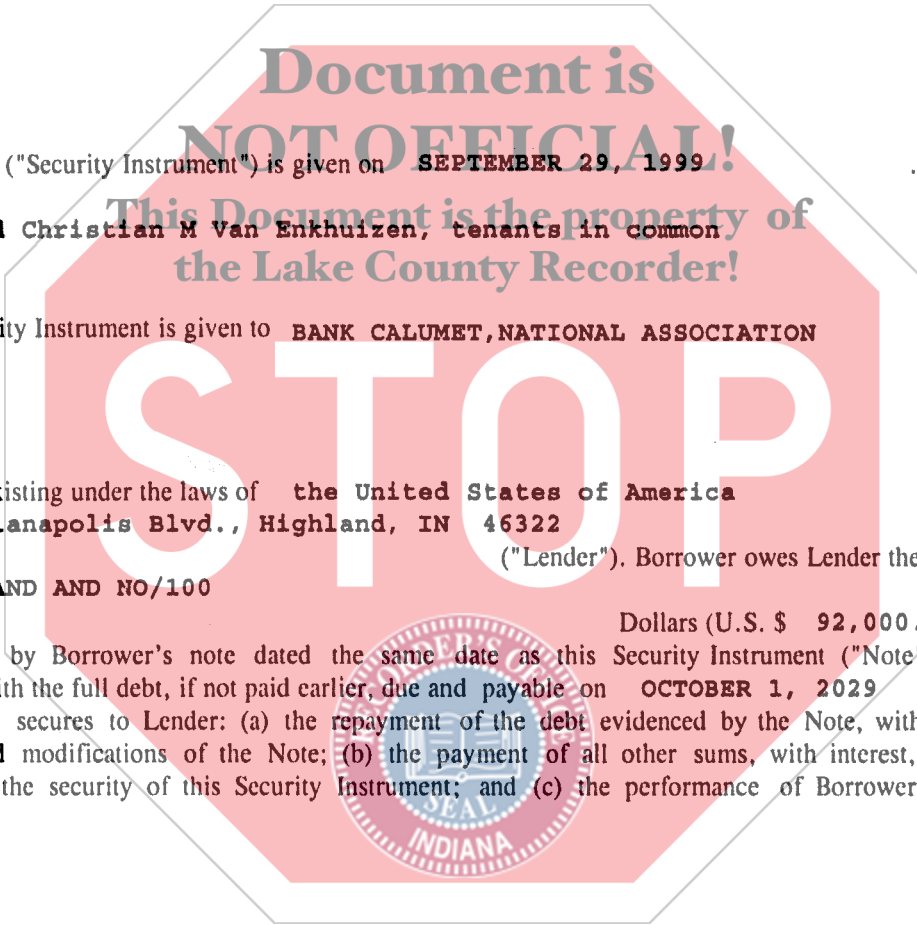 Document is
NOT OFFICIAL!
("Security Instrument") is given on SEPTEMBER 29, 1999 .
This Document is the property of
Christian M Van Enkhuizen, tenants in common
the Lake County Recorder!
ity Instrument is given to BANK CALUMET,NATIONAL ASSOCIATION
STOP
isting under the laws of the United States of America
anapolis Blvd., Highland, IN 46322
("Lender"). Borrower owes Lender the
AND AND NO/100
Dollars (U.S. $ 92,000.
by Borrower's note dated the same date as this Security Instrument ("Note"
ith the full debt, if not paid earlier, due and payable on OCTOBER 1, 2029
secures to Lender: (a) the repayment of the debt evidenced by the Note, with
modifications of the Note; (b) the payment of all other sums, with interest,
the security of this Security Instrument; and (c) the performance of Borrower
SEAL
INDIANA